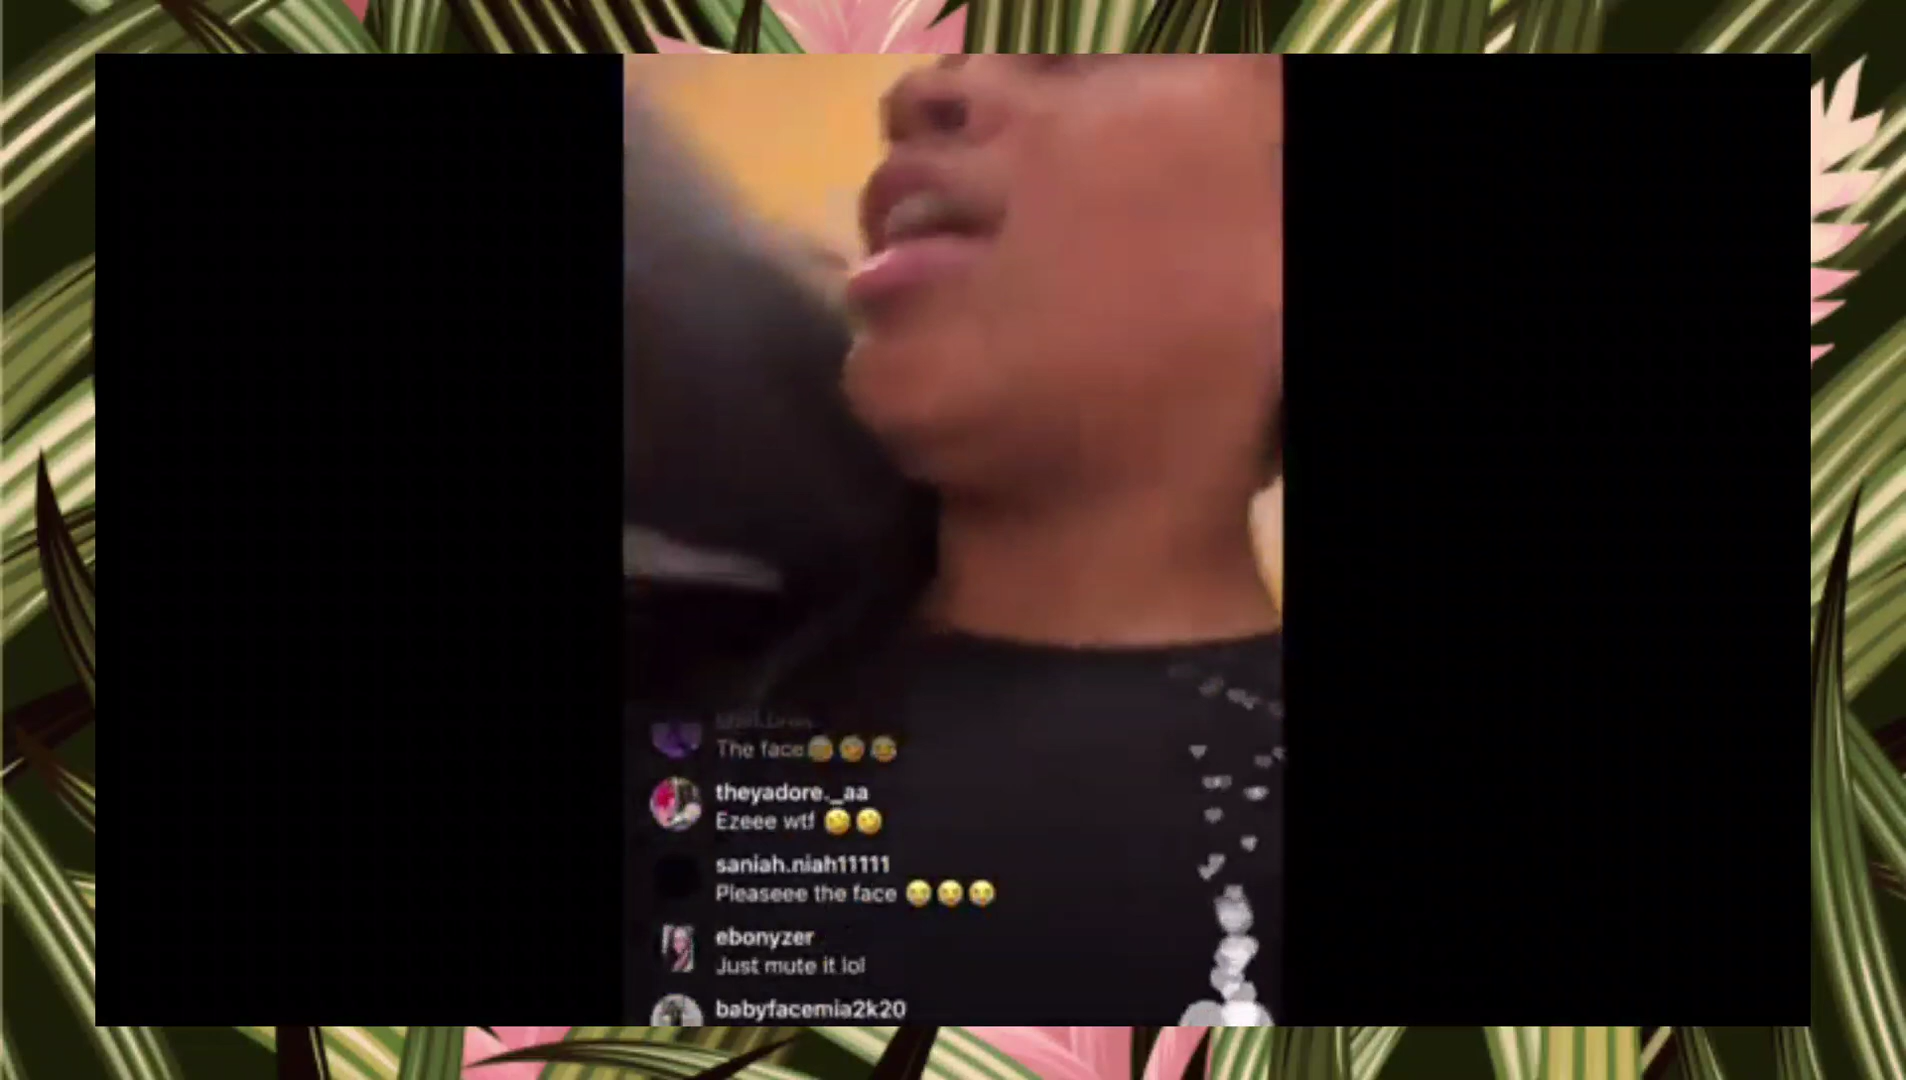 The face😂😂😂
theyadore._aa
Ezeee wtf 🤣🤣
saniah.niah11111
Pleaseee the face 😂😂😂
ebonyzer
Just mute it lol
babyfacemia2k20